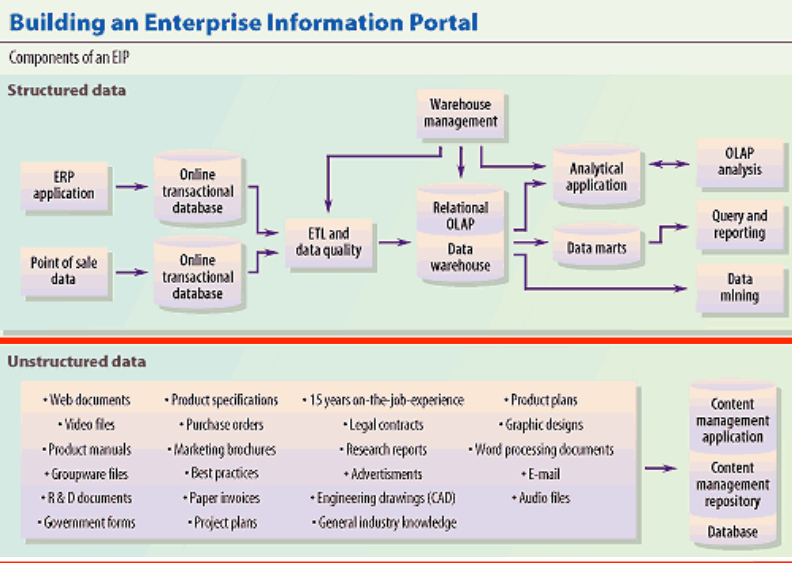 Building an Enterprise Information Portal
Components of an EIP
Structured data
Warehouse
management
ERP
application
Online
transactional
database
Analytical
application
OLAP
analysis
Relational
OLAP
Data
warehouse
ETL and
data quality
Query and
reporting
Data marts
Point of sale
data
Online
transactional
database
Data
mining
Unstructured data
• Web documents
• Video files
• Product manuals
• Groupware files
• R & D documents
• Government forms
• Product specifications
• Purchase orders
• Marketing brochures
• Best practices
• Paper invoices
• Project plans
• 15 years on-the-job-experience
• Legal contracts
• Research reports
• Advertisments
• Engineering drawings (CAD)
• General industry knowledge
• Product plans
• Graphic designs
• Word processing documents
• E-mail
• Audio files
Content
management
application
Content
management
repository
Database